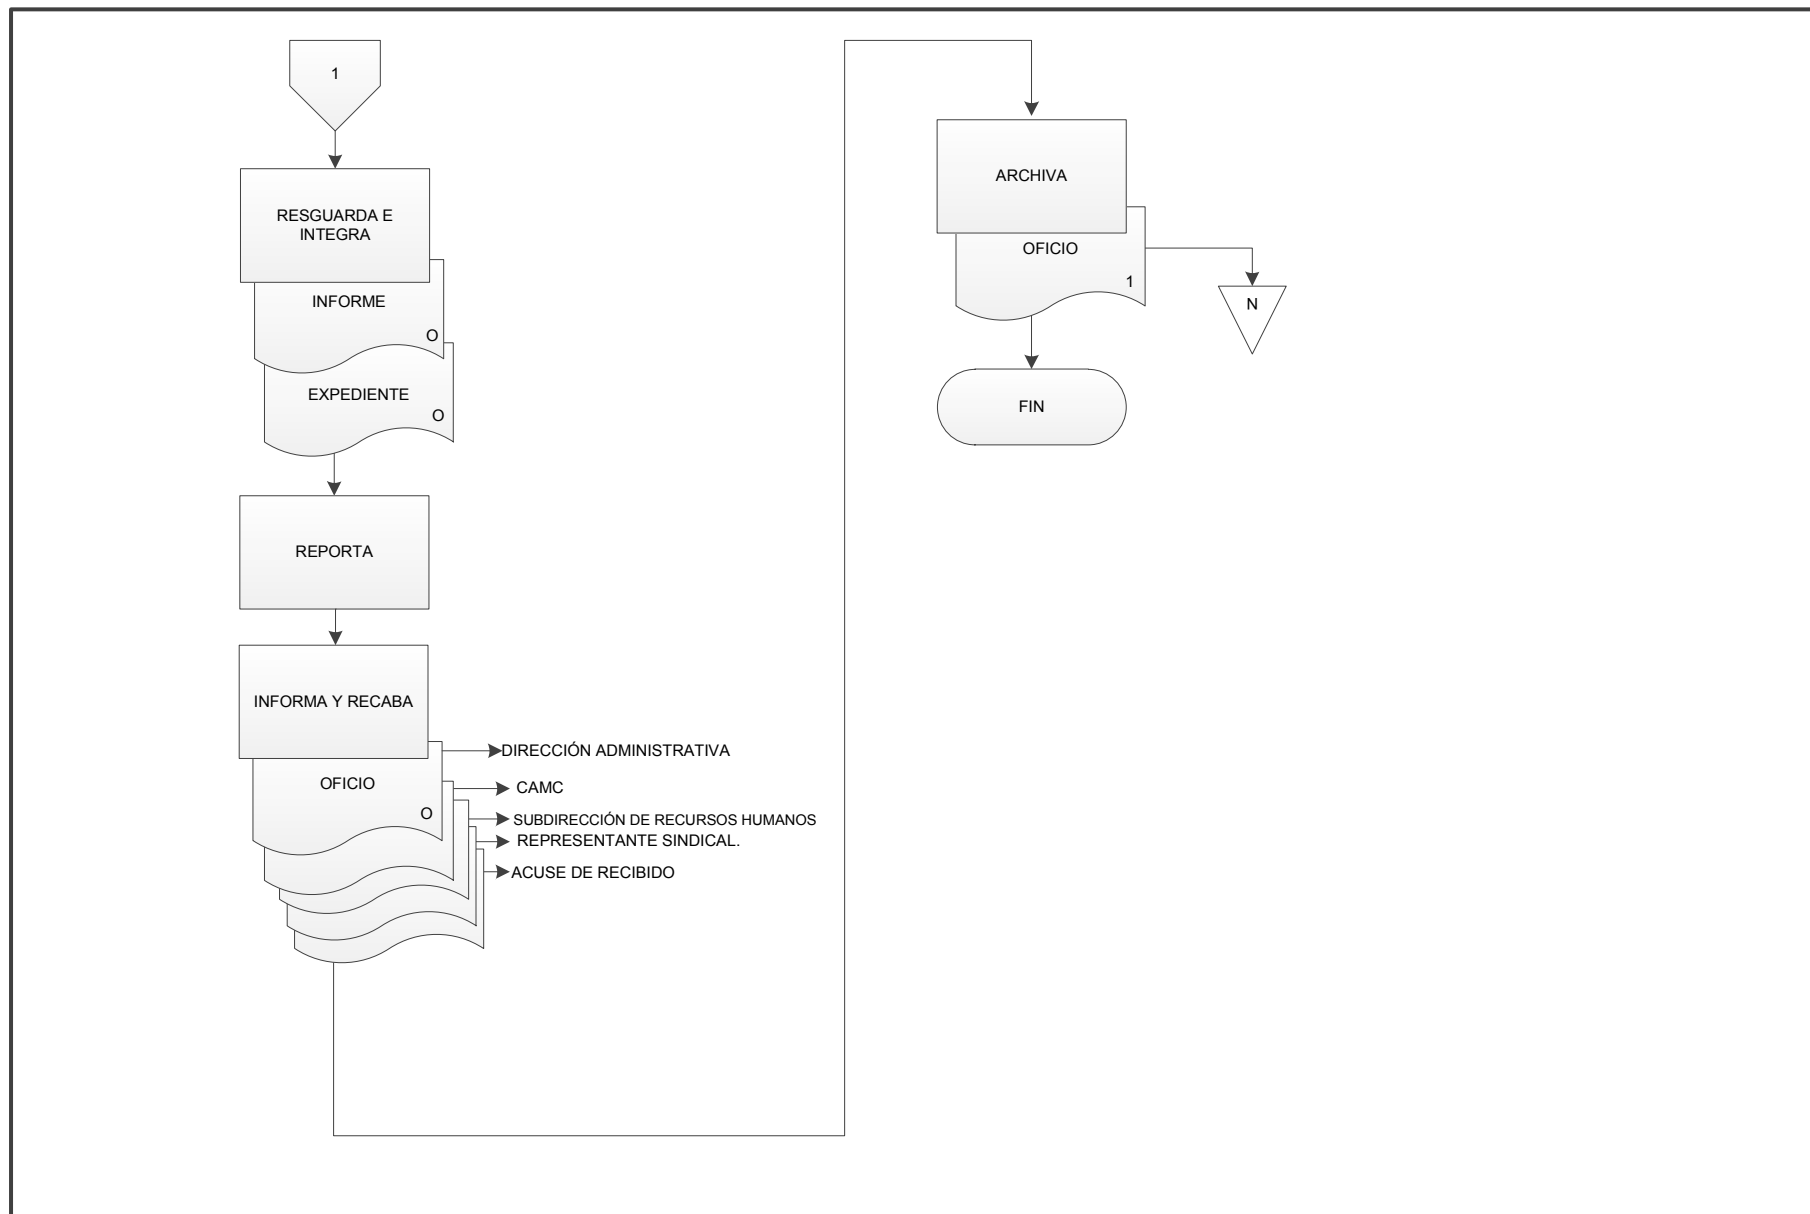 1
RESGUARDA E
INTEGRA
INFORME
O
EXPEDIENTE
O
REPORTA
INFORMA Y RECABA
OFICIO
O
DIRECCIÓN ADMINISTRATIVA
CAMC
SUBDIRECCIÓN DE RECURSOS HUMANOS
REPRESENTANTE SINDICAL.
ACUSE DE RECIBIDO
ARCHIVA
OFICIO
1
N
FIN